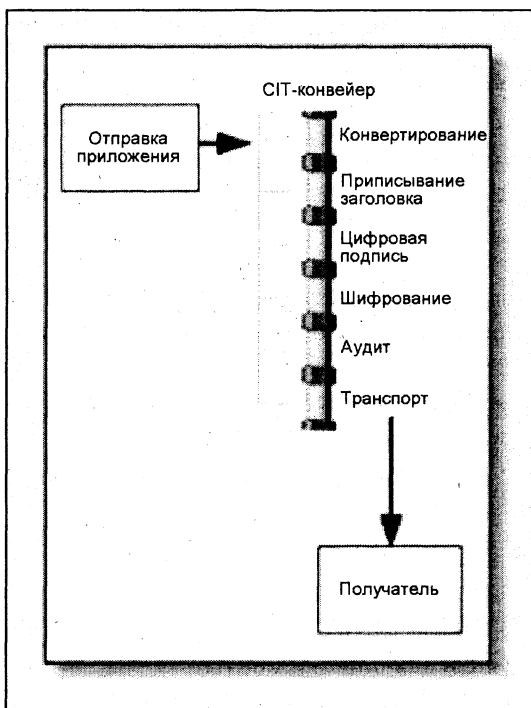 CIT-конвейер
Отправка
приложения
Конвертирование
Приписывание
заголовка
Цифровая
подпись
Шифрование
Аудит
Транспорт
Получатель